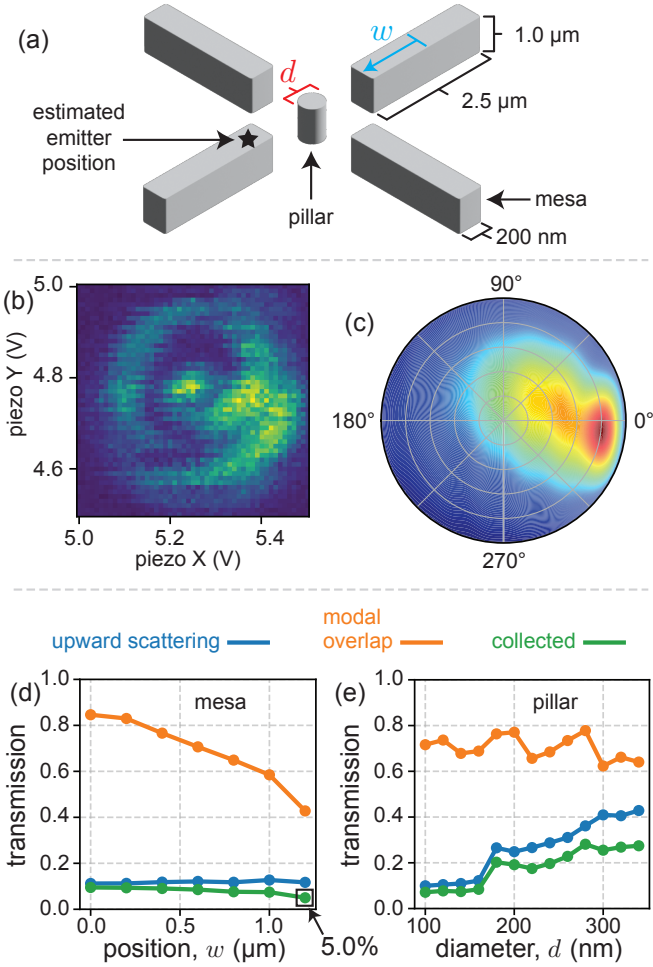 (a)
w
1.0 µm
d
2.5 µm
estimated
emitter
position
pillar
mesa
200 nm
(b)
5.0
4.8
4.6
piezo Y (V)
5.0
5.2
5.4
piezo X (V)
(c)
90°
180°
0°
270°
upward scattering
modal
overlap
collected
(d)
mesa
1.0
0.8
0.6
0.4
0.2
0.0
transmission
0.0
0.5
1.0
position, w (µm)
5.0%
(e)
pillar
1.0
0.8
0.6
0.4
0.2
0.0
transmission
100
200
300
diameter, d (nm)